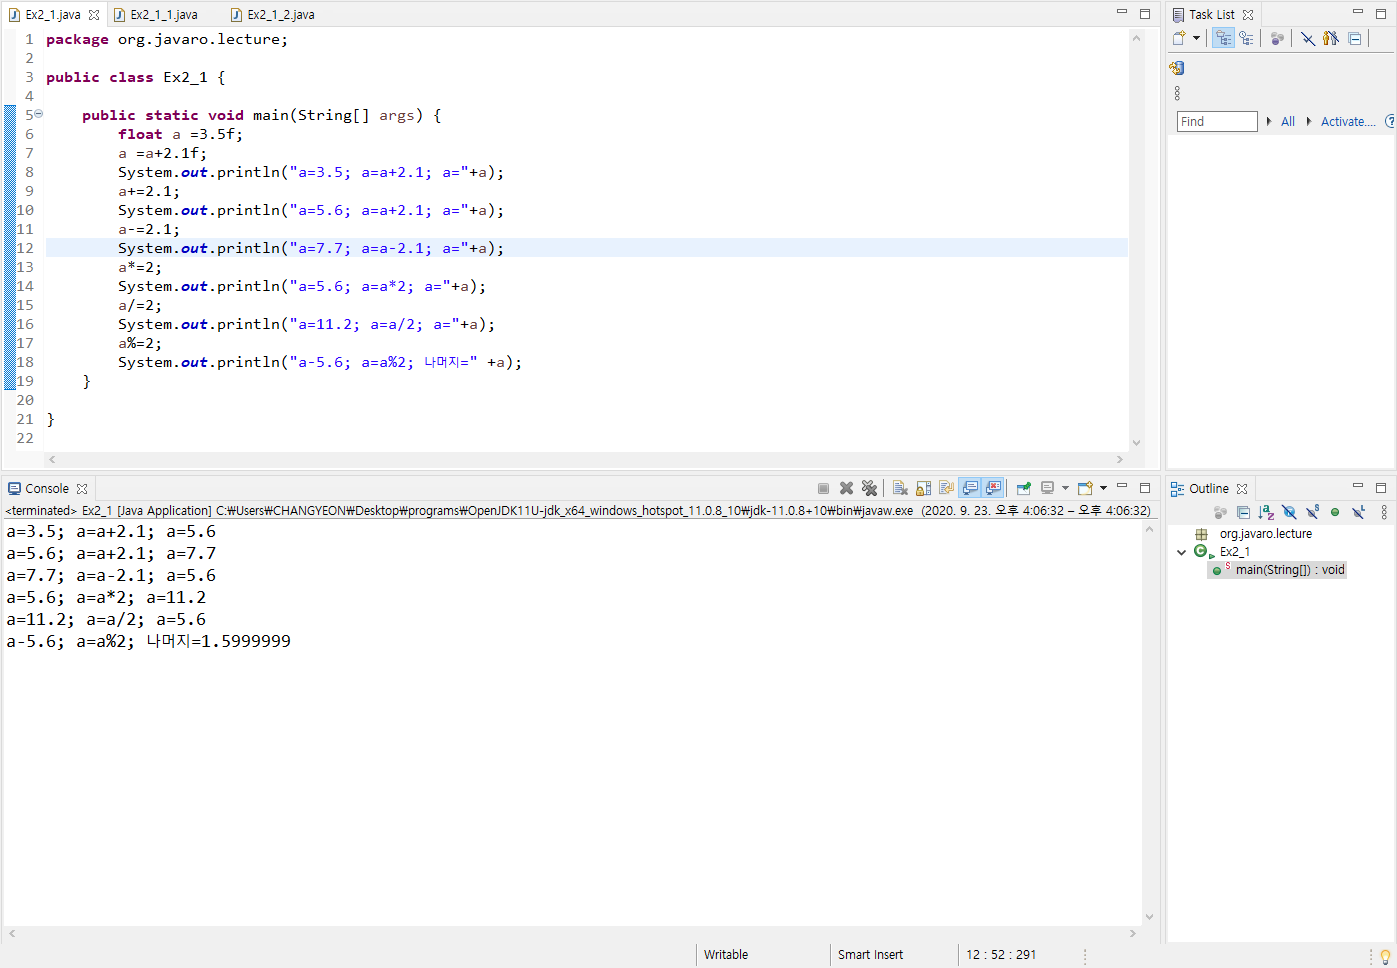 Ex2_1.java
Ex2_1_1.java
Ex2_1_2.java
1 package org.javaro.lecture;
2
3 public class Ex2_1 {
4
5 public static void main(String[] args) {
6 float a =3.5f;
7 a =a+2.1f;
8 System.out.println("a=3.5; a=a+2.1; a="+a);
9 a+=2.1;
10 System.out.println("a=5.6; a=a+2.1; a="+a);
11 a-=2.1;
12 System.out.println("a=7.7; a=a-2.1; a="+a);
13 a*=2;
14 System.out.println("a=5.6; a=a*2; a="+a);
15 a/=2;
16 System.out.println("a=11.2; a=a/2; a="+a);
17 a%=2;
18 System.out.println("a-5.6; a=a%2; 나머지=" +a);
19 }
20
21 }
22
Task List
Find
All
Activate....
Console
<terminated> Ex2_1 [Java Application] C:₩Users₩CHANGYEON₩Desktop₩programs₩OpenJDK11U-jdk_x64_windows_hotspot_11.0.8_10₩jdk-11.0.8+10₩bin₩javaw.exe (2020. 9. 23. 오후 4:06:32 – 오후 4:06:32)
a=3.5; a=a+2.1; a=5.6
a=5.6; a=a+2.1; a=7.7
a=7.7; a=a-2.1; a=5.6
a=5.6; a=a*2; a=11.2
a=11.2; a=a/2; a=5.6
a-5.6; a=a%2; 나머지=1.5999999
Outline
org.javaro.lecture
Ex2_1
main(String[]) : void
Writable
Smart Insert
12 : 52 : 291